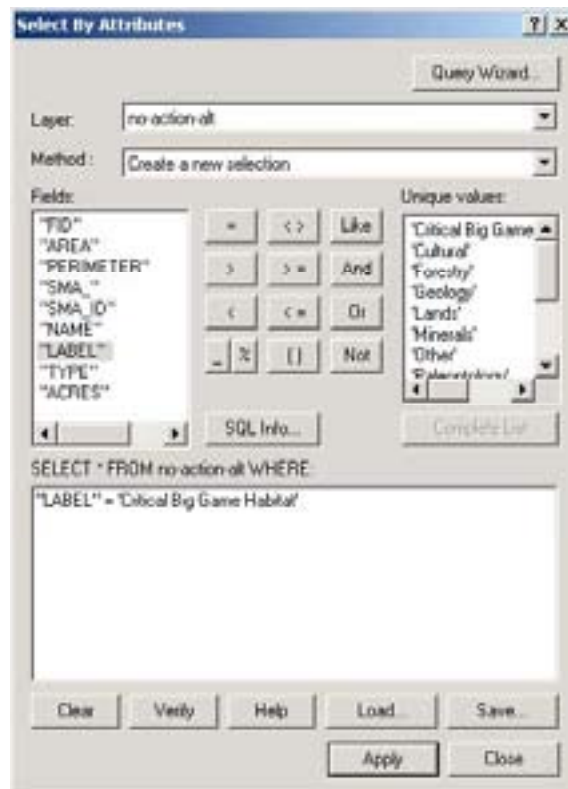 Select By Attributes
Query Wizard...
Layer: no-action-alt
Method : Create a new selection
Fields:
Unique values:
"FID"
"AREA"
"PERIMETER"
"SMA_"
"SMA_ID"
"NAME"
"LABEL"
"TYPE"
"ACRES"
= < > Like
> > = And
< < = Or
_ % ( ) Not
'Critical Big Game
'Cultural'
'Forestry'
'Geology'
'Lands'
'Minerals'
'Other'
'Paleontology'
SQL Info...
Complete List
SELECT * FROM no-action-alt WHERE:
"LABEL" = 'Critical Big Game Habitat'
Clear Verify Help Load... Save...
Apply Close